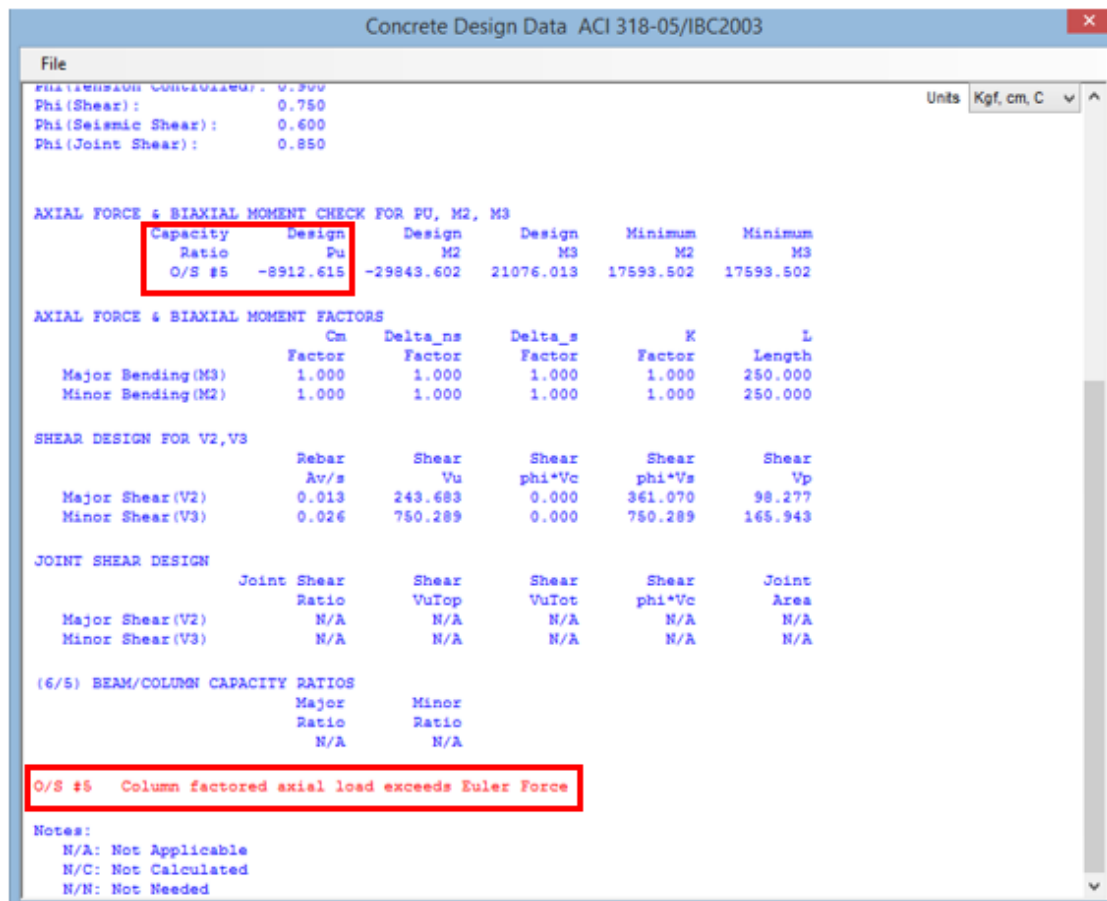 Concrete Design Data ACI 318-05/IBC2003
File
Units Kgf, cm, C
Phi(Tension Controlled): 0.900
Phi(Shear): 0.750
Phi(Seismic Shear): 0.600
Phi(Joint Shear): 0.850
AXIAL FORCE & BIAXIAL MOMENT CHECK FOR PU, M2, M3
Capacity Design Design Design Minimum Minimum
Ratio Pu M2 M3 M2 M3
O/S #5 -8912.615 -29843.602 21076.013 17593.502 17593.502
AXIAL FORCE & BIAXIAL MOMENT FACTORS
Cm Delta_ns Delta_s K L
Factor Factor Factor Factor Length
Major Bending(M3) 1.000 1.000 1.000 1.000 250.000
Minor Bending(M2) 1.000 1.000 1.000 1.000 250.000
SHEAR DESIGN FOR V2,V3
Rebar Shear Shear Shear Shear
Av/s Vu phi*Vc phi*Vs Vp
Major Shear(V2) 0.013 243.683 0.000 361.070 98.277
Minor Shear(V3) 0.026 750.289 0.000 750.289 165.943
JOINT SHEAR DESIGN
Joint Shear Shear Shear Shear Joint
Ratio VuTop VuTot phi*Vc Area
Major Shear(V2) N/A N/A N/A N/A N/A
Minor Shear(V3) N/A N/A N/A N/A N/A
(6/5) BEAM/COLUMN CAPACITY RATIOS
Major Minor
Ratio Ratio
N/A N/A
O/S #5 Column factored axial load exceeds Euler Force
Notes:
N/A: Not Applicable
N/C: Not Calculated
N/N: Not Needed